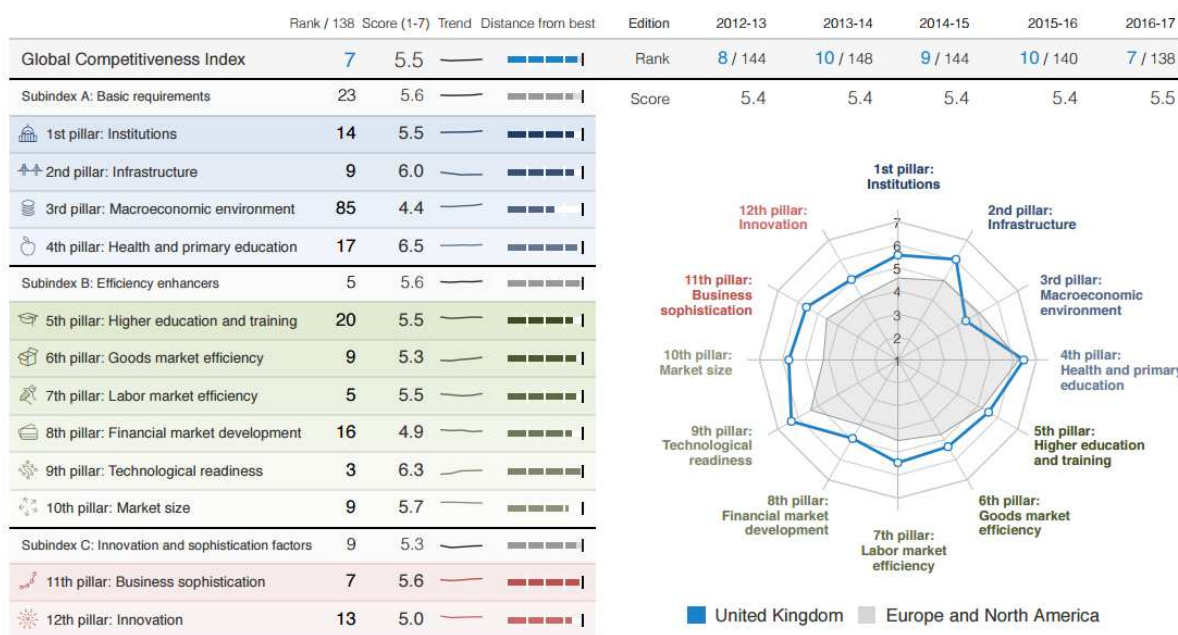 Rank / 138 Score (1-7) Trend Distance from best
Global Competitiveness Index 7 5.5
Subindex A: Basic requirements 23 5.6
1st pillar: Institutions 14 5.5
2nd pillar: Infrastructure 9 6.0
3rd pillar: Macroeconomic environment 85 4.4
4th pillar: Health and primary education 17 6.5
Subindex B: Efficiency enhancers 5 5.6
5th pillar: Higher education and training 20 5.5
6th pillar: Goods market efficiency 9 5.3
7th pillar: Labor market efficiency 5 5.5
8th pillar: Financial market development 16 4.9
9th pillar: Technological readiness 3 6.3
10th pillar: Market size 9 5.7
Subindex C: Innovation and sophistication factors 9 5.3
11th pillar: Business sophistication 7 5.6
12th pillar: Innovation 13 5.0
Edition 2012-13 2013-14 2014-15 2015-16 2016-17
Rank 8 / 144 10 / 148 9 / 144 10 / 140 7 / 138
Score 5.4 5.4 5.4 5.4 5.5
1st pillar:
Institutions
2nd pillar:
Infrastructure
3rd pillar:
Macroeconomic
environment
4th pillar:
Health and primary
education
5th pillar:
Higher education
and training
6th pillar:
Goods market
efficiency
7th pillar:
Labor market
efficiency
8th pillar:
Financial market
development
9th pillar:
Technological
readiness
10th pillar:
Market size
11th pillar:
Business
sophistication
12th pillar:
Innovation
7
6
5
4
3
2
1
United Kingdom Europe and North America